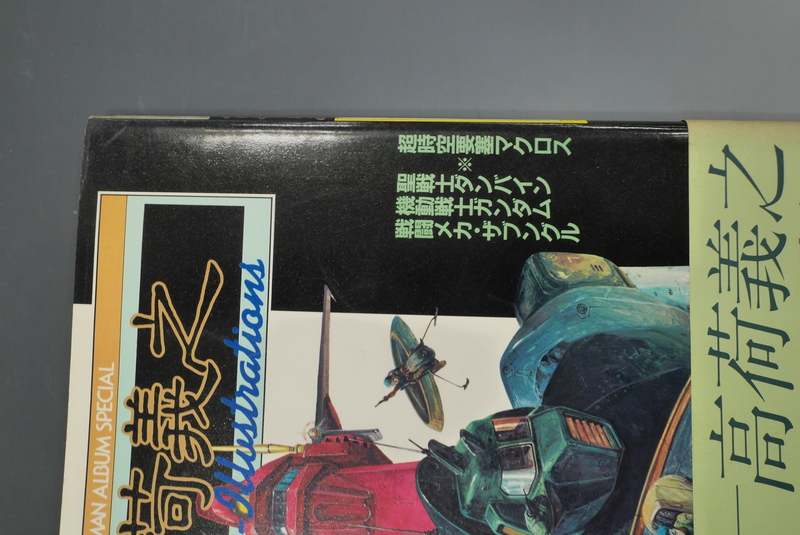 MAN ALBUM SPECIAL
荷義之
Illustrations
超時空要塞マクロス
※
聖戦士ダンバイン
機動戦士ガンダム
戦闘メカ・ザブングル
高荷義之